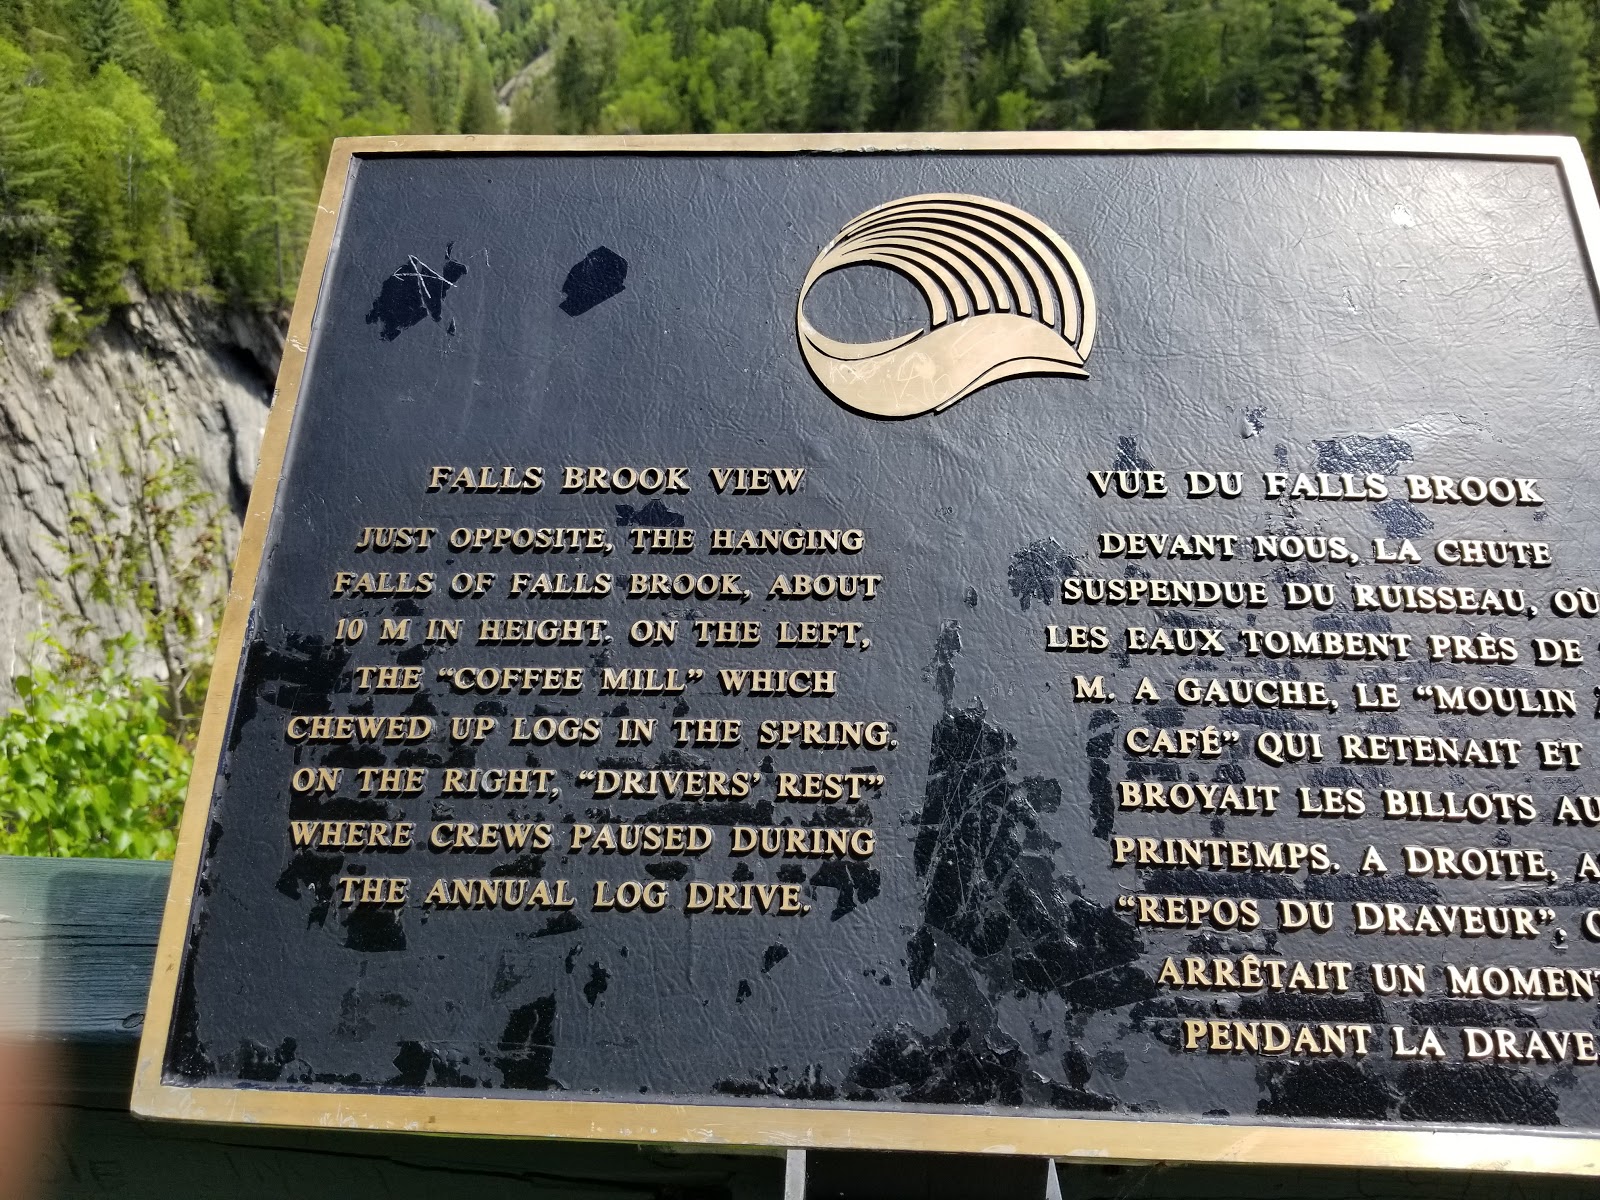 FALLS BROOK VIEW
JUST OPPOSITE, THE HANGING
FALLS OF FALLS BROOK, ABOUT
10 M IN HEIGHT. ON THE LEFT,
THE "COFFEE MILL" WHICH
CHEWED UP LOGS IN THE SPRING.
ON THE RIGHT, "DRIVERS' REST"
WHERE CREWS PAUSED DURING
THE ANNUAL LOG DRIVE.
VUE DU FALLS BROOK
DEVANT NOUS, LA CHUTE
SUSPENDUE DU RUISSEAU, OÙ
LES EAUX TOMBENT PRÈS DE
M. A GAUCHE, LE "MOULIN
CAFÉ" QUI RETENAIT ET
BROYAIT LES BILLOTS AU
PRINTEMPS. A DROITE,
"REPOS DU DRAVEUR",
ARRÊTAIT UN MOMENT
PENDANT LA DRAVE